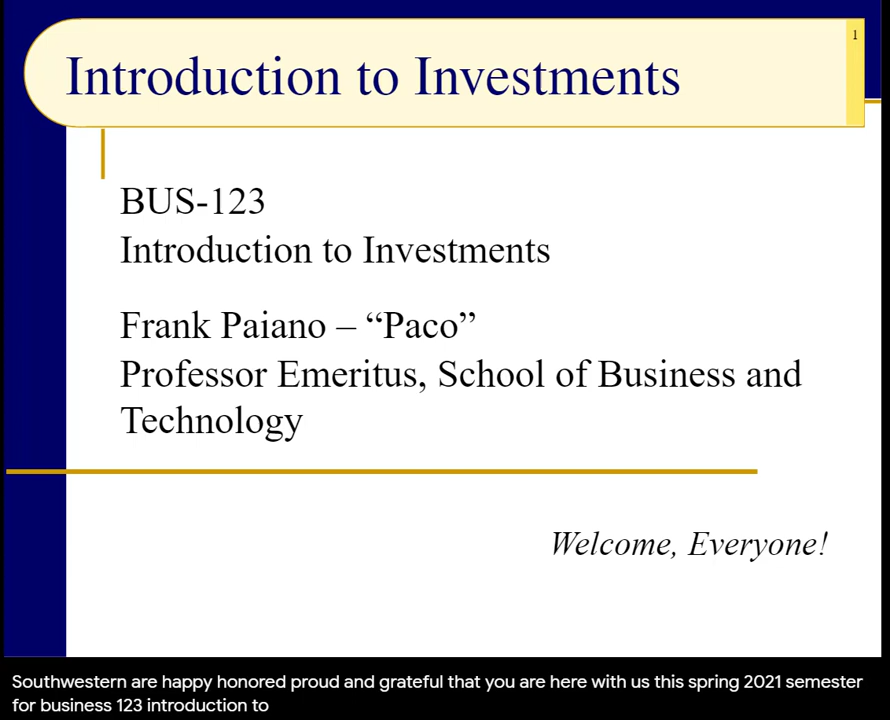 1
Introduction to Investments
BUS-123
Introduction to Investments
Frank Paiano – “Paco”
Professor Emeritus, School of Business and
Technology
Welcome, Everyone!
Southwestern are happy honored proud and grateful that you are here with us this spring 2021 semester
for business 123 introduction to